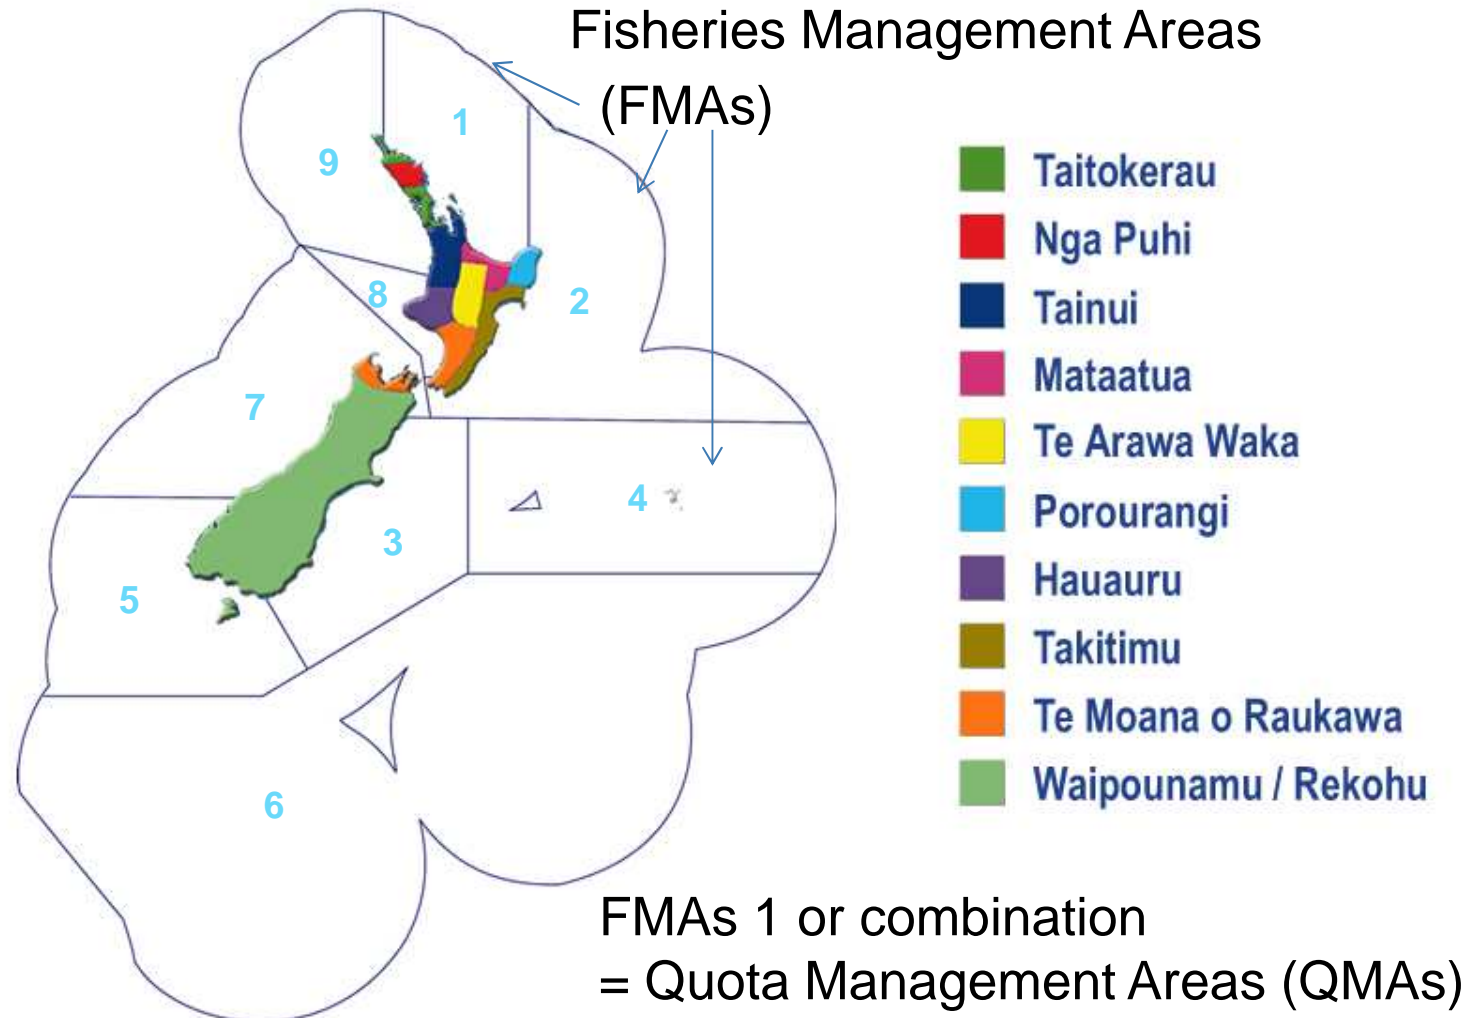 Fisheries Management Areas
(FMAs)
1
9
8
2
7
4
3
5
6
Taitokerau
Nga Puhi
Tainui
Mataatua
Te Arawa Waka
Porourangi
Hauauru
Takitimu
Te Moana o Raukawa
Waipounamu / Rekohu
FMAs 1 or combination
= Quota Management Areas (QMAs)